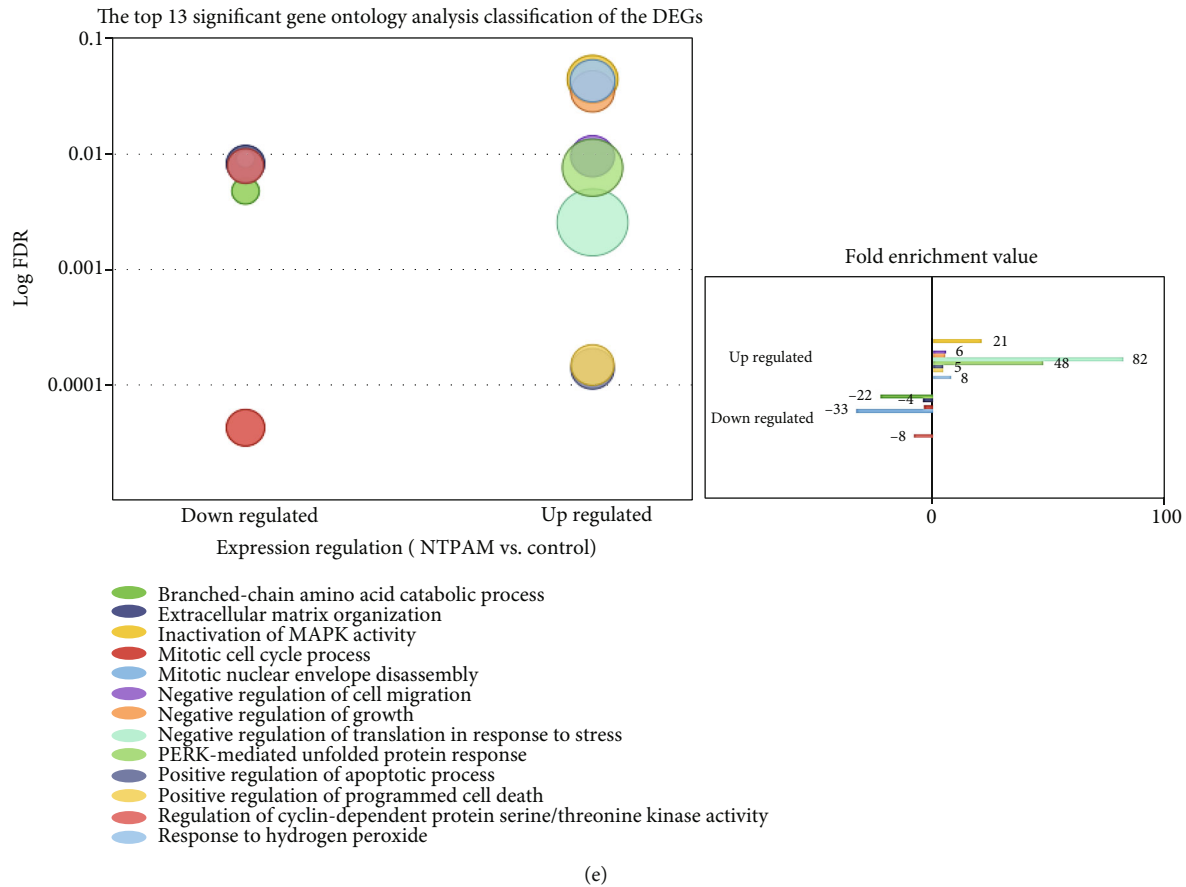 The top 13 significant gene ontology analysis classification of the DEGs
0.1
0.01
0.001
0.0001
Log FDR
Down regulated
Up regulated
Expression regulation ( NTPAM vs. control)
Fold enrichment value
Up regulated
Down regulated
21
6
82
48
5
8
–22
–4
–33
–8
0
100
Branched-chain amino acid catabolic process
Extracellular matrix organization
Inactivation of MAPK activity
Mitotic cell cycle process
Mitotic nuclear envelope disassembly
Negative regulation of cell migration
Negative regulation of growth
Negative regulation of translation in response to stress
PERK-mediated unfolded protein response
Positive regulation of apoptotic process
Positive regulation of programmed cell death
Regulation of cyclin-dependent protein serine/threonine kinase activity
Response to hydrogen peroxide
(e)